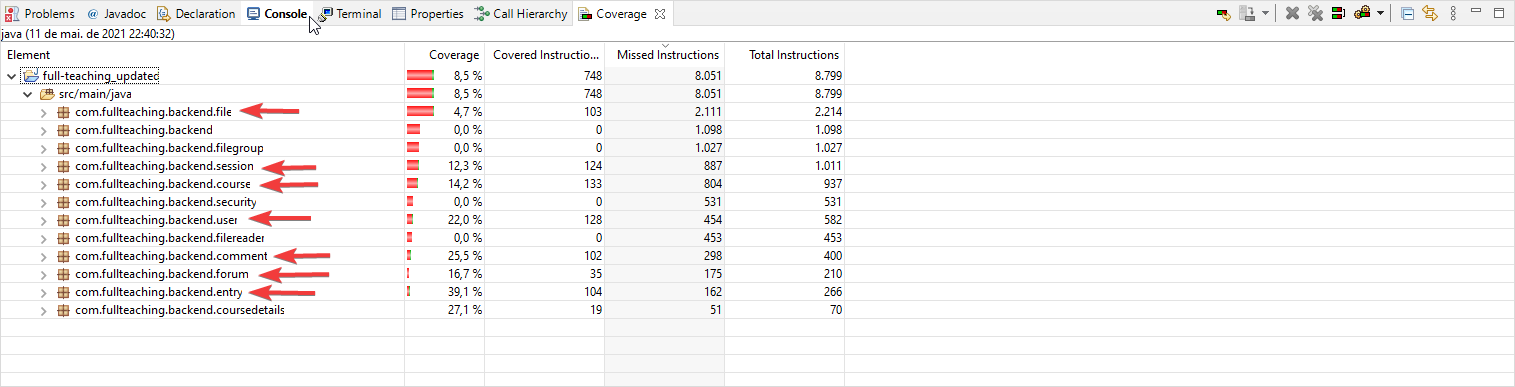 Problems @ Javadoc Declaration Console Terminal Properties Call Hierarchy Coverage
java (11 de mai. de 2021 22:40:32)
Element Coverage Covered Instructio... Missed Instructions Total Instructions
full-teaching_updated 8,5 % 748 8.051 8.799
src/main/java 8,5 % 748 8.051 8.799
com.fullteaching.backend.file 4,7 % 103 2.111 2.214
com.fullteaching.backend 0,0 % 0 1.098 1.098
com.fullteaching.backend.filegroup 0,0 % 0 1.027 1.027
com.fullteaching.backend.session 12,3 % 124 887 1.011
com.fullteaching.backend.course 14,2 % 133 804 937
com.fullteaching.backend.security 0,0 % 0 531 531
com.fullteaching.backend.user 22,0 % 128 454 582
com.fullteaching.backend.filereader 0,0 % 0 453 453
com.fullteaching.backend.comment 25,5 % 102 298 400
com.fullteaching.backend.forum 16,7 % 35 175 210
com.fullteaching.backend.entry 39,1 % 104 162 266
com.fullteaching.backend.coursedetails 27,1 % 19 51 70